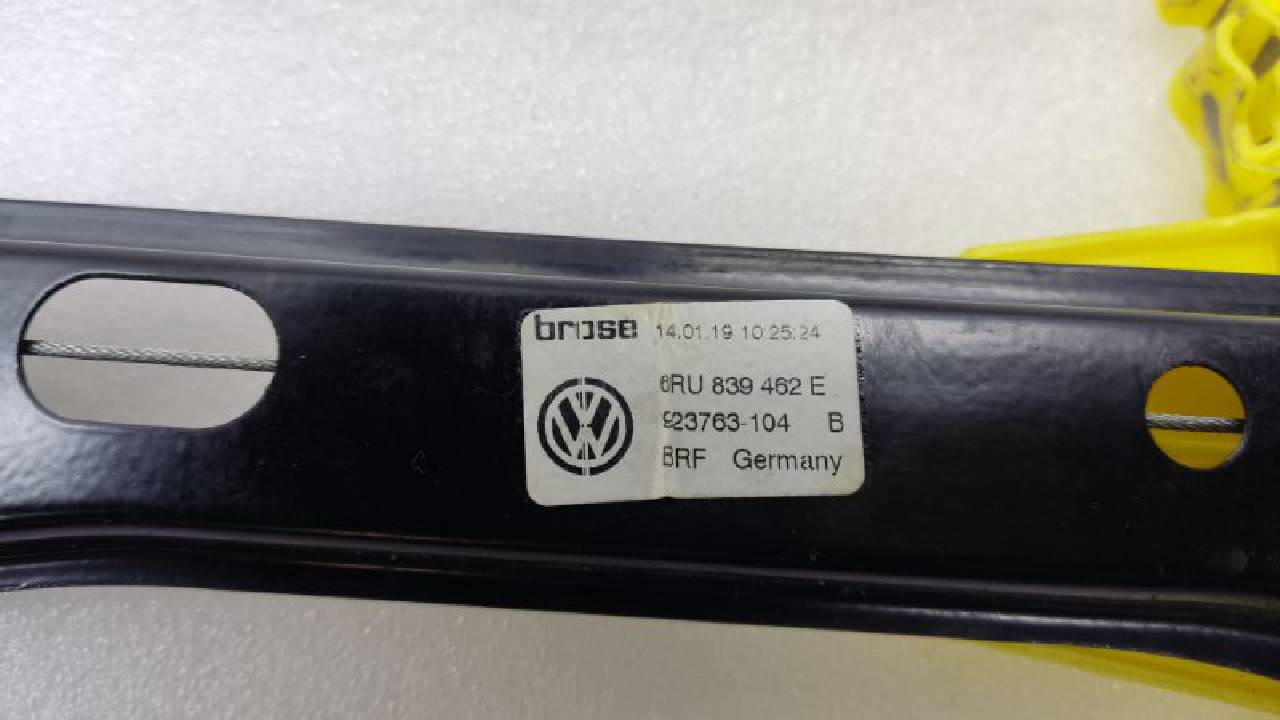 brose 14.01.19 10:25:24
6RU 839 462 E
923763-104 B
BRF Germany